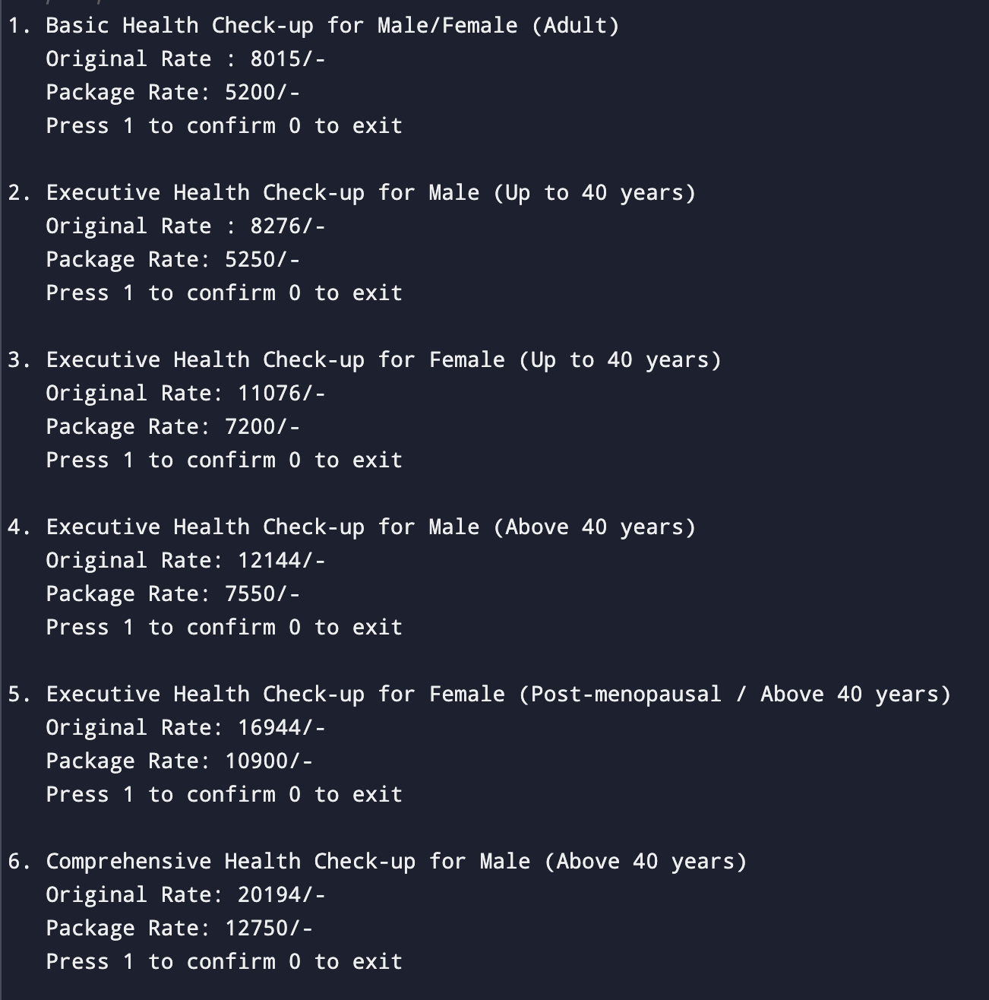 1. Basic Health Check-up for Male/Female (Adult)
Original Rate : 8015/-
Package Rate: 5200/-
Press 1 to confirm 0 to exit
2. Executive Health Check-up for Male (Up to 40 years)
Original Rate : 8276/-
Package Rate: 5250/-
Press 1 to confirm 0 to exit
3. Executive Health Check-up for Female (Up to 40 years)
Original Rate: 11076/-
Package Rate: 7200/-
Press 1 to confirm 0 to exit
4. Executive Health Check-up for Male (Above 40 years)
Original Rate: 12144/-
Package Rate: 7550/-
Press 1 to confirm 0 to exit
5. Executive Health Check-up for Female (Post-menopausal / Above 40 years)
Original Rate: 16944/-
Package Rate: 10900/-
Press 1 to confirm 0 to exit
6. Comprehensive Health Check-up for Male (Above 40 years)
Original Rate: 20194/-
Package Rate: 12750/-
Press 1 to confirm 0 to exit